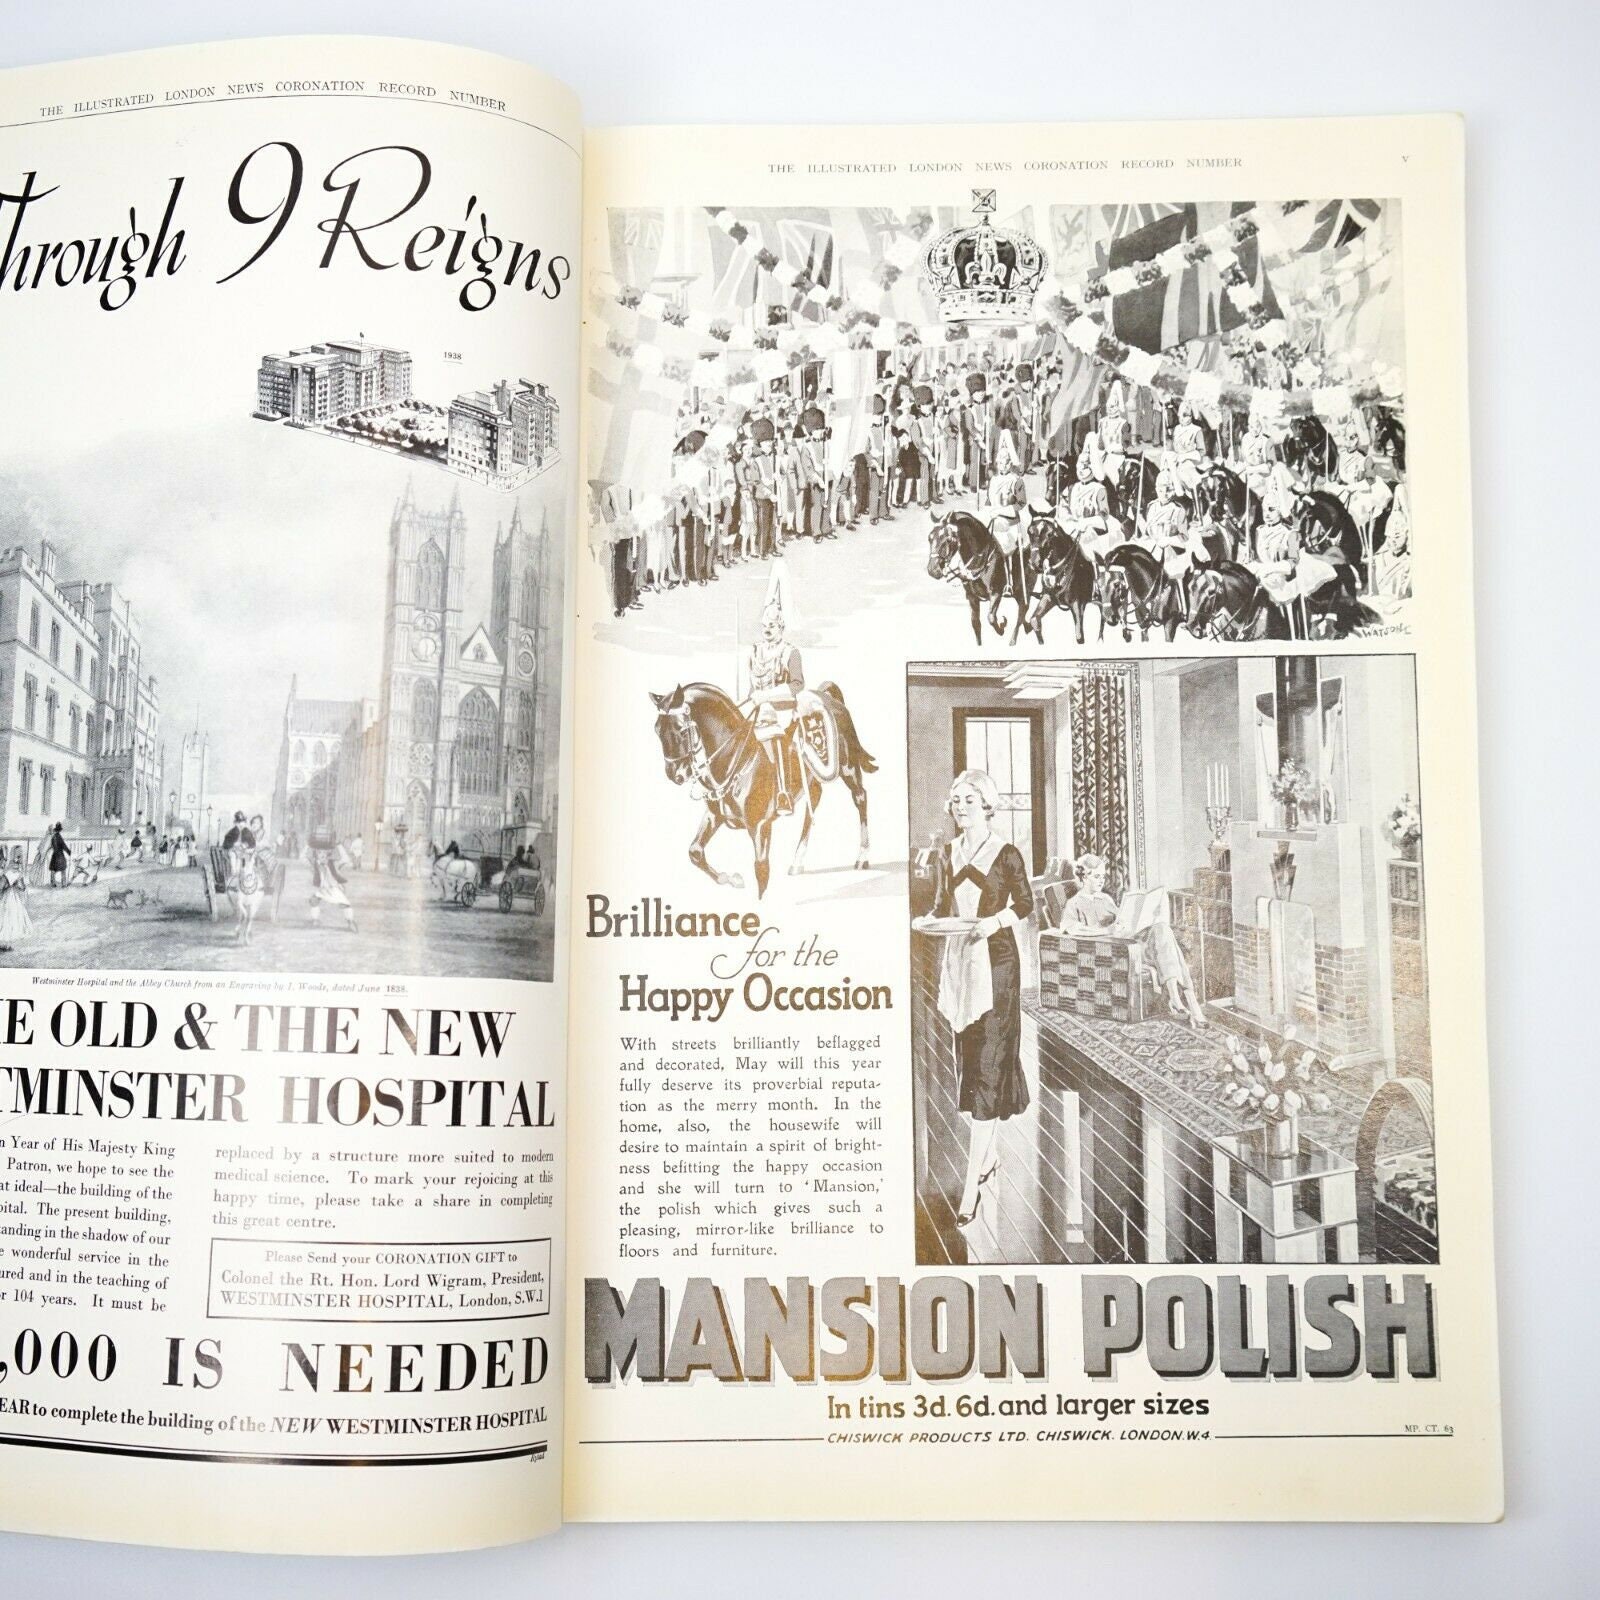 THE ILLUSTRATED LONDON NEWS CORONATION RECORD NUMBER
Through 9 Reigns
1938
Westminster Hospital and the Abbey Church from an Engraving by J. Woods, dated June 1838.
E OLD & THE NEW
TMINSTER HOSPITAL
n Year of His Majesty King
Patron, we hope to see the
at ideal—the building of the
ital. The present building,
tanding in the shadow of our
e wonderful service in the
ured and in the teaching of
r 104 years. It must be
replaced by a structure more suited to modern
medical science. To mark your rejoicing at this
happy time, please take a share in completing
this great centre.
Please Send your CORONATION GIFT to
Colonel the Rt. Hon. Lord Wigram, President,
WESTMINSTER HOSPITAL, London, S.W.1
,000 IS NEEDED
EAR to complete the building of the NEW WESTMINSTER HOSPITAL
THE ILLUSTRATED LONDON NEWS CORONATION RECORD NUMBER
v
Brilliance
for the
Happy Occasion
With streets brilliantly beflagged
and decorated, May will this year
fully deserve its proverbial reputa-
tion as the merry month. In the
home, also, the housewife will
desire to maintain a spirit of bright-
ness befitting the happy occasion
and she will turn to ‘Mansion,’
the polish which gives such a
pleasing, mirror-like brilliance to
floors and furniture.
MANSION POLISH
In tins 3d. 6d. and larger sizes
CHISWICK PRODUCTS LTD. CHISWICK. LONDON.W.4.
MP. CT. 63